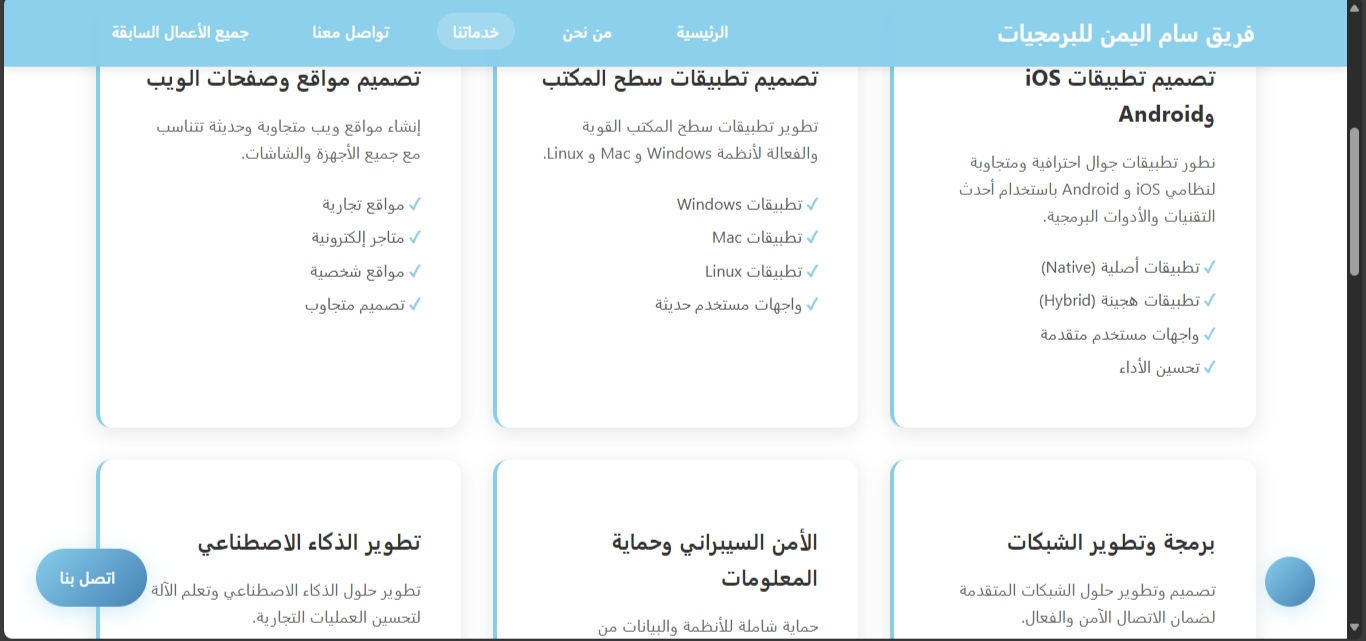 فريق سام اليمن للبرمجيات
الرئيسية
من نحن
خدماتنا
تواصل معنا
جميع الأعمال السابقة
تصميم تطبيقات iOS
وAndroid
نطور تطبيقات جوال احترافية ومتجاوبة
لنظامي iOS و Android باستخدام أحدث
التقنيات والأدوات البرمجية.
✓ تطبيقات أصلية (Native)
✓ تطبيقات هجينة (Hybrid)
✓ واجهات مستخدم متقدمة
✓ تحسين الأداء
تصميم تطبيقات سطح المكتب
تطوير تطبيقات سطح المكتب القوية
والفعالة لأنظمة Windows و Mac و Linux.
✓ تطبيقات Windows
✓ تطبيقات Mac
✓ تطبيقات Linux
✓ واجهات مستخدم حديثة
تصميم مواقع وصفحات الويب
إنشاء مواقع ويب متجاوبة وحديثة تتناسب
مع جميع الأجهزة والشاشات.
✓ مواقع تجارية
✓ متاجر إلكترونية
✓ مواقع شخصية
✓ تصميم متجاوب
برمجة وتطوير الشبكات
تصميم وتطوير حلول الشبكات المتقدمة
لضمان الاتصال الآمن والفعال.
الأمن السيبراني وحماية
المعلومات
حماية شاملة للأنظمة والبيانات من
تطوير الذكاء الاصطناعي
تطوير حلول الذكاء الاصطناعي وتعلم الآلة
لتحسين العمليات التجارية.
اتصل بنا